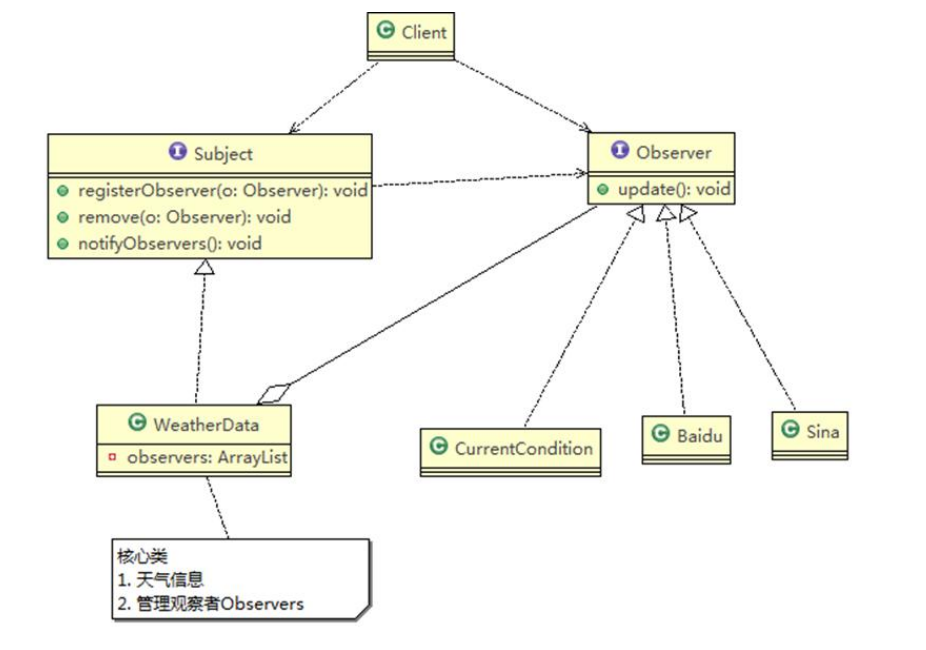 Client
Subject
registerObserver(o: Observer): void
remove(o: Observer): void
notifyObservers(): void
Observer
update(): void
WeatherData
observers: ArrayList
CurrentCondition
Baidu
Sina
核心类
1. 天气信息
2. 管理观察者Observers